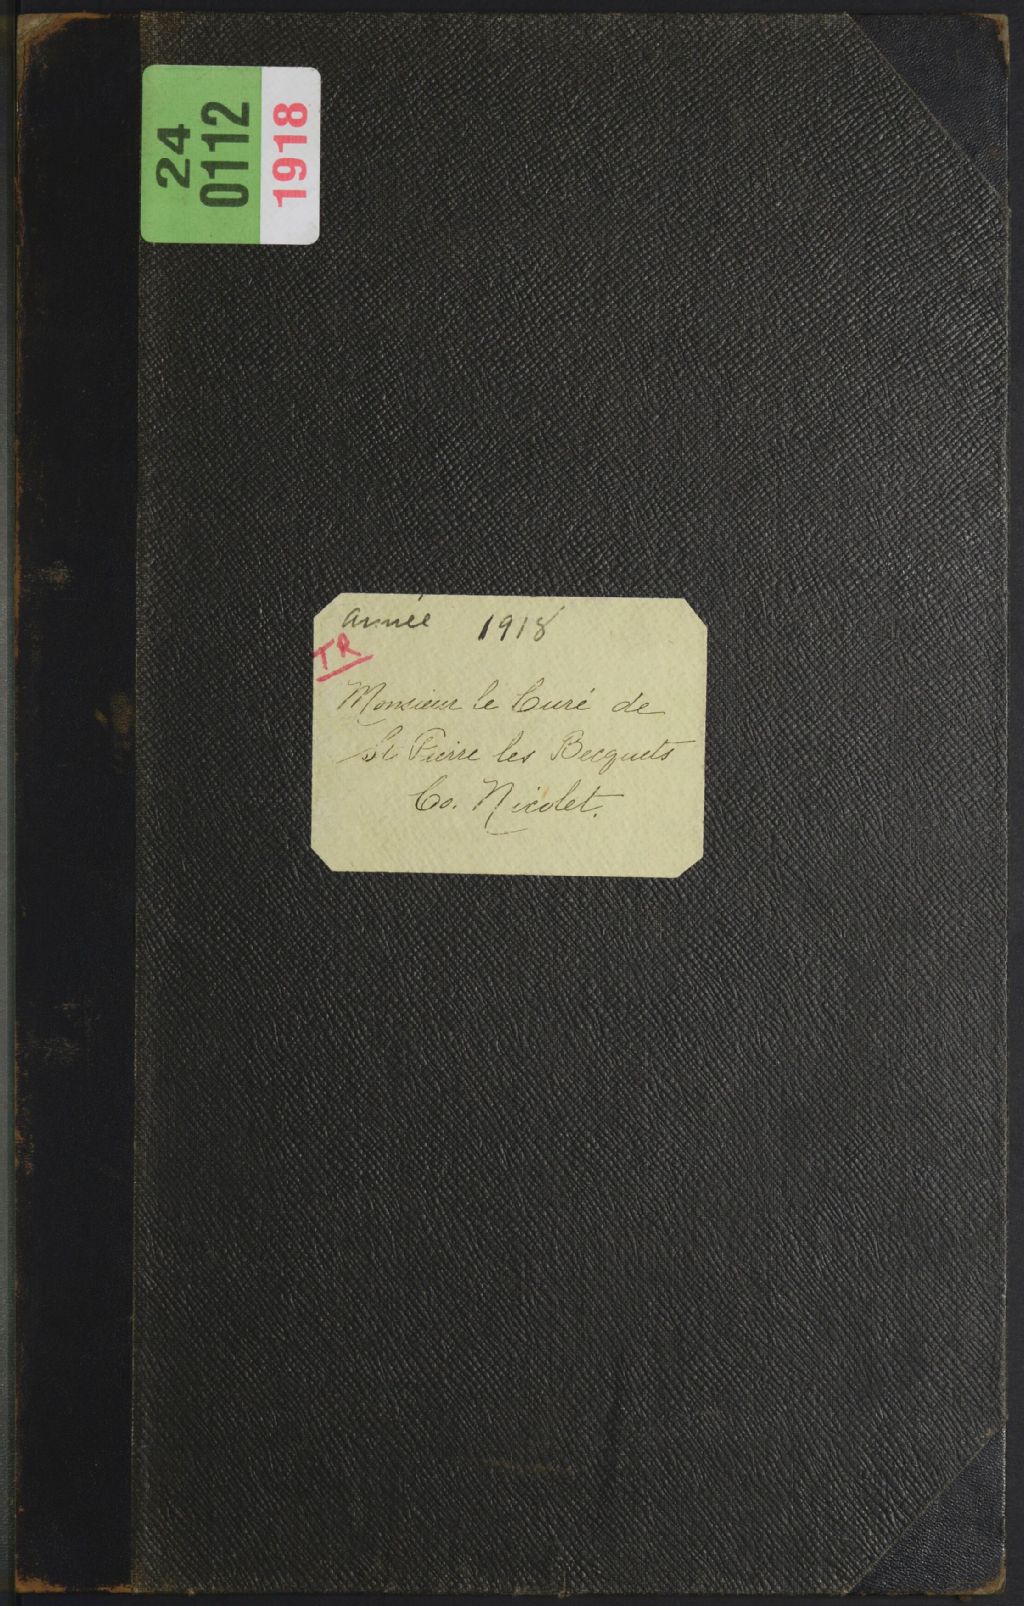 24
0112
1918
année 1918
TR
Monsieur le Curé de
St Pierre les Becquets
Co. Nicolet.